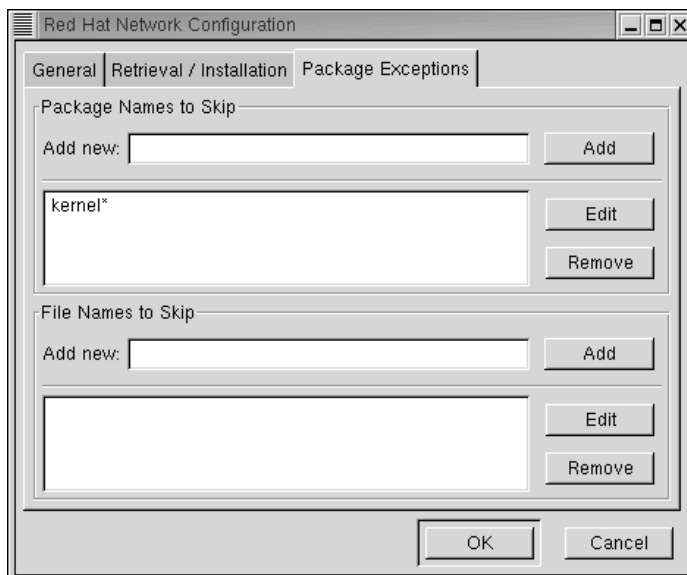 Red Hat Network Configuration
General Retrieval / Installation Package Exceptions
Package Names to Skip
Add new: Add
kernel* Edit
Remove
File Names to Skip
Add new: Add
Edit
Remove
OK Cancel